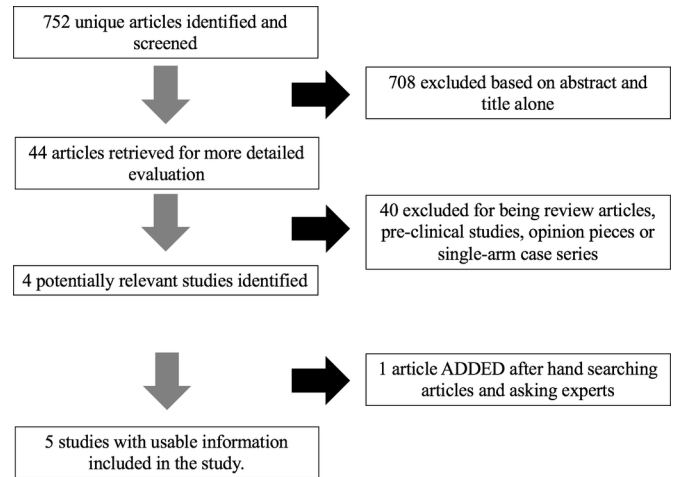 752 unique articles identified and
screened
708 excluded based on abstract and
title alone
44 articles retrieved for more detailed
evaluation
40 excluded for being review articles,
pre-clinical studies, opinion pieces or
single-arm case series
4 potentially relevant studies identified
1 article ADDED after hand searching
articles and asking experts
5 studies with usable information
included in the study.